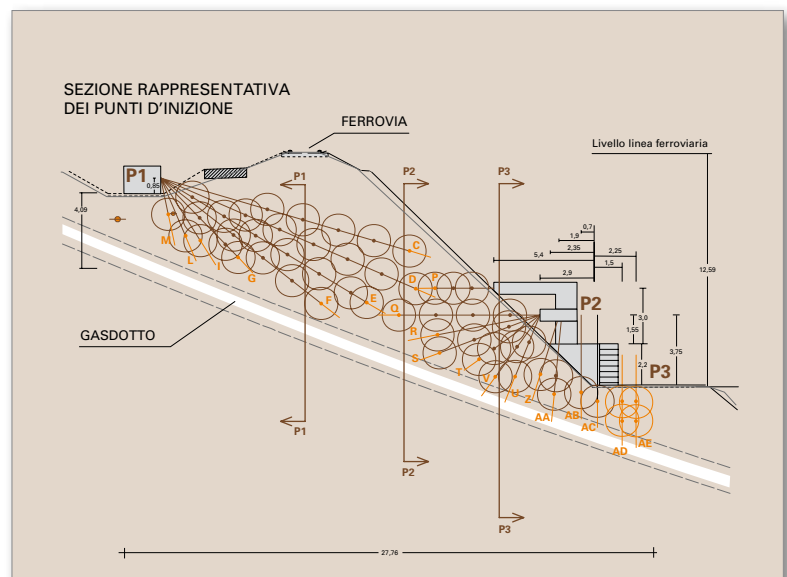 SEZIONE RAPPRESENTATIVA
DEI PUNTI D'INIZIONE
FERROVIA
Livello linea ferroviaria
P1
0,85
P1
P2
P3
4,09
M
L
I
G
C
D
P
F
E
Q
R
S
T
V
U
Z
AA
AB
AC
AD
AE
0,7
1,9
2,35
2,25
5,4
1,5
2,9
12,59
P2
3,0
1,55
3,75
2,2
P3
GASDOTTO
P1
P2
P3
27,76